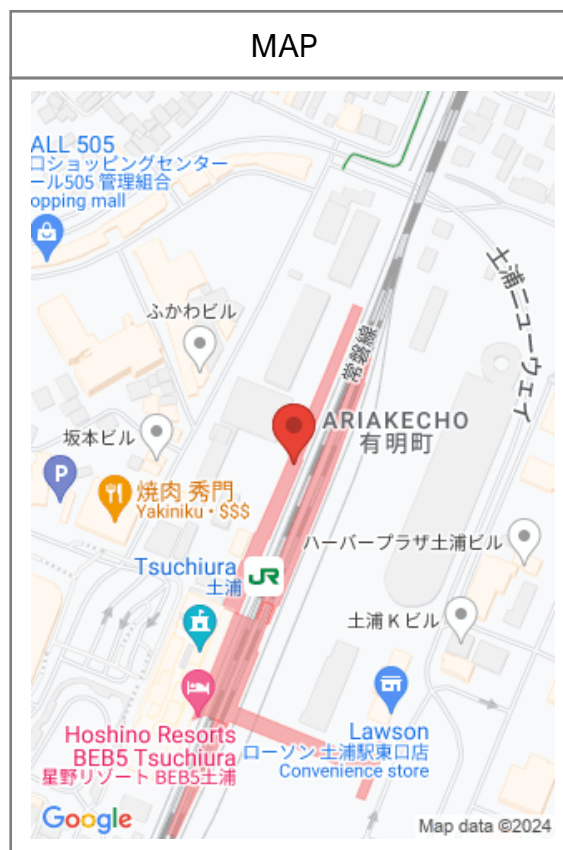 MAP
ALL 505
口ショッピングセンター
ール505 管理組合
opping mall
土浦ニューウェイ
ふかわビル
常磐線
ARIAKECHO
有明町
坂本ビル
P
焼肉 秀門
Yakiniku・$$$
ハーバープラザ土浦ビル
Tsuchiura
土浦
JR
土浦Kビル
Hoshino Resorts
BEB5 Tsuchiura
星野リゾート BEB5土浦
Lawson
ローソン 土浦駅東口店
Convenience store
Google
Map data ©2024